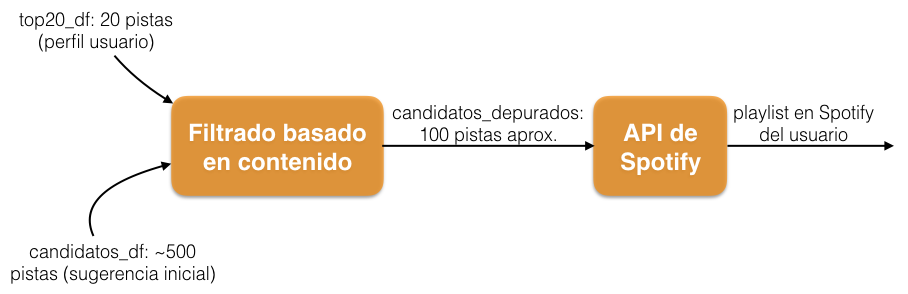 top20_df: 20 pistas
(perfil usuario)
Filtrado basado
en contenido
candidatos_df: ~500
pistas (sugerencia inicial)
candidatos_depurados:
100 pistas aprox.
API de
Spotify
playlist en Spotify
del usuario